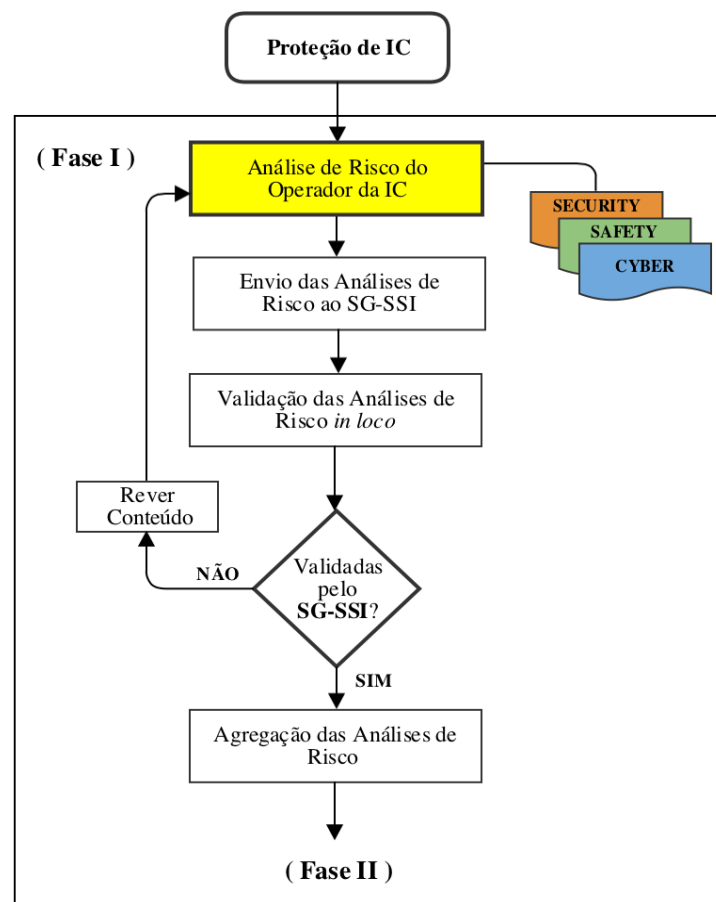 Proteção de IC
( Fase I )
Análise de Risco do
Operador da IC
SECURITY
SAFETY
CYBER
Envio das Análises de
Risco ao SG-SSI
Validação das Análises de
Risco in loco
Rever
Conteúdo
Validadas
pelo
SG-SSI?
NÃO
SIM
Agregação das Análises de
Risco
( Fase II )